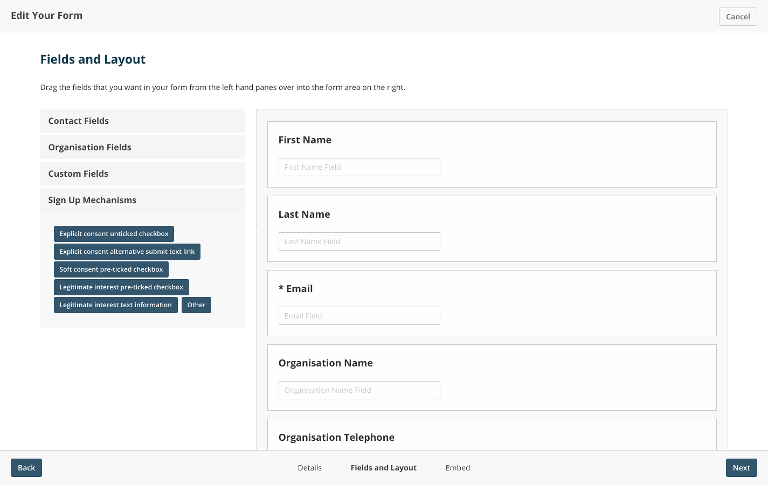 Edit Your Form
Cancel
Fields and Layout
Drag the fields that you want in your form from the left hand panes over into the form area on the right.
Contact Fields
Organisation Fields
Custom Fields
Sign Up Mechanisms
Explicit consent unticked checkbox
Explicit consent alternative submit text link
Soft consent pre-ticked checkbox
Legitimate interest pre-ticked checkbox
Legitimate interest text information
Other
First Name
First Name Field
Last Name
Last Name Field
* Email
Email Field
Organisation Name
Organisation Name Field
Organisation Telephone
Back
Details
Fields and Layout
Embed
Next